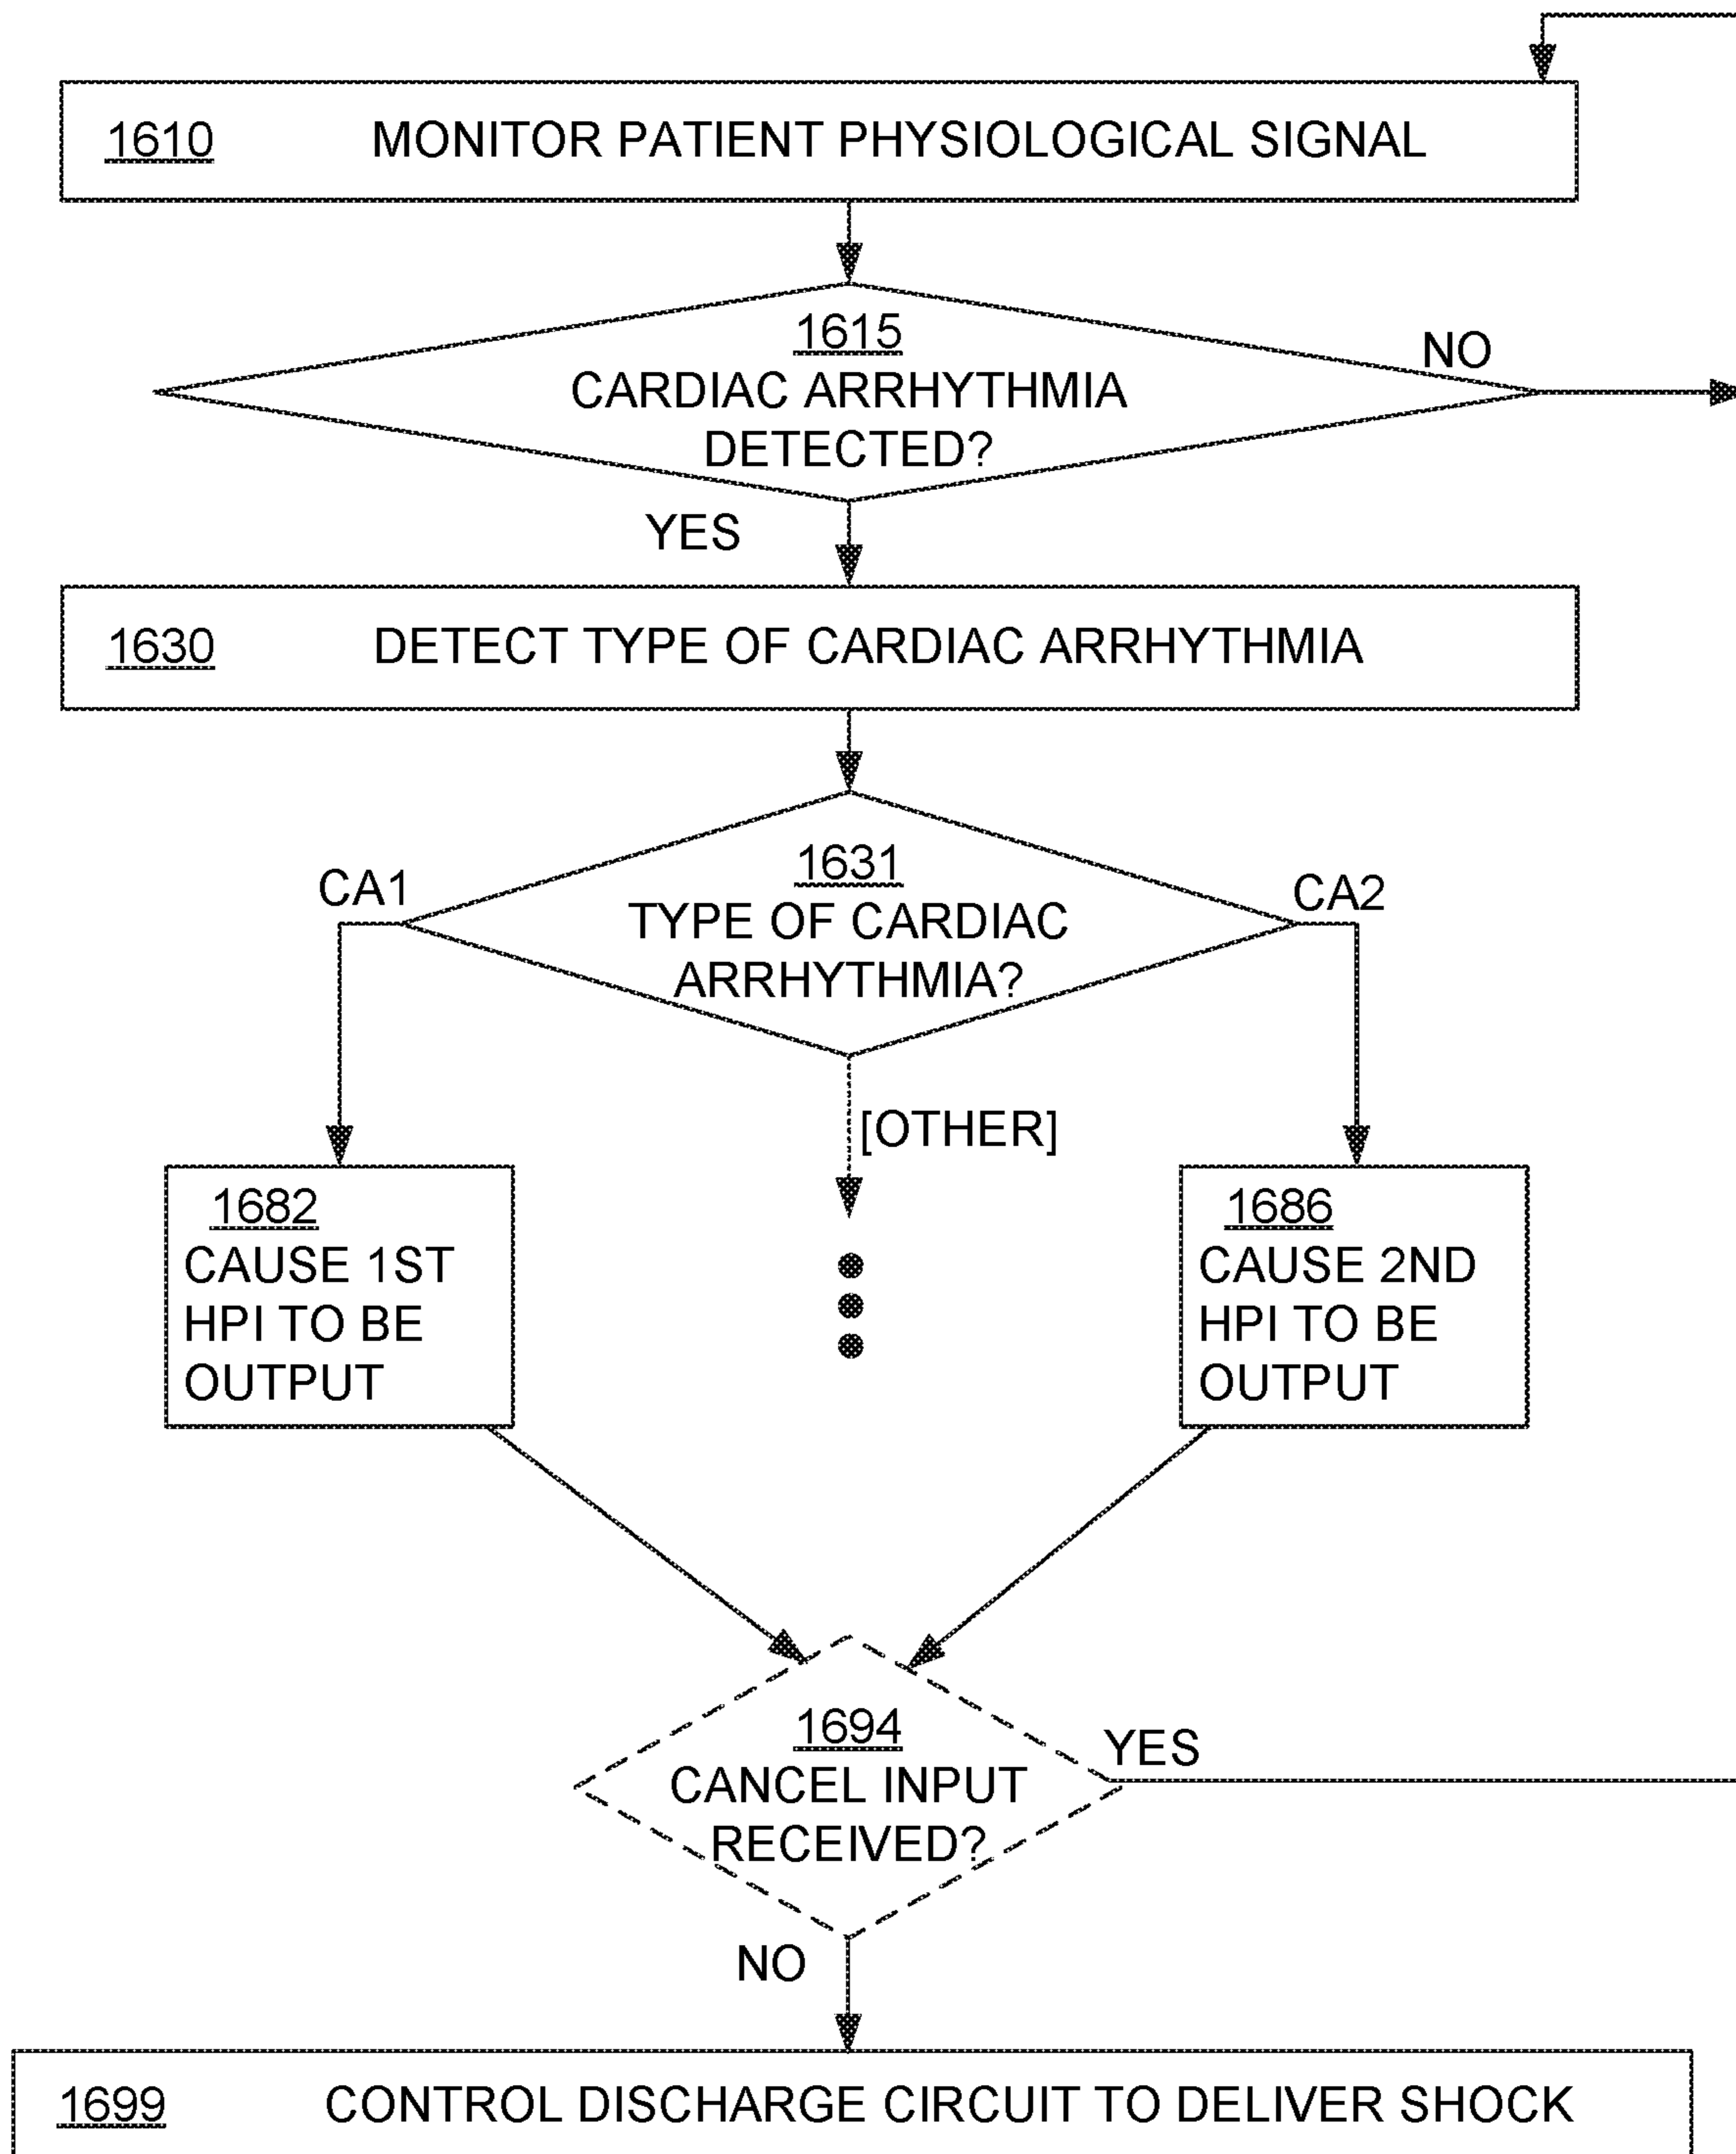 1610 MONITOR PATIENT PHYSIOLOGICAL SIGNAL
1615
CARDIAC ARRHYTHMIA
DETECTED?
NO
YES
1630 DETECT TYPE OF CARDIAC ARRHYTHMIA
1631
TYPE OF CARDIAC
ARRHYTHMIA?
CA1
CA2
[OTHER]
1682
CAUSE 1ST
HPI TO BE
OUTPUT
1686
CAUSE 2ND
HPI TO BE
OUTPUT
1694
CANCEL INPUT
RECEIVED?
YES
NO
1699 CONTROL DISCHARGE CIRCUIT TO DELIVER SHOCK